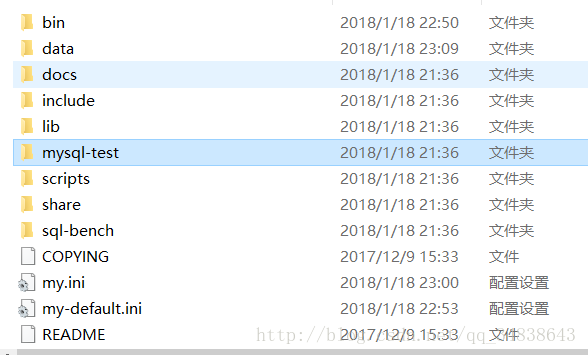 bin 2018/1/18 22:50 文件夹
data 2018/1/18 23:09 文件夹
docs 2018/1/18 21:36 文件夹
include 2018/1/18 21:36 文件夹
lib 2018/1/18 21:36 文件夹
mysql-test 2018/1/18 21:36 文件夹
scripts 2018/1/18 21:36 文件夹
share 2018/1/18 21:36 文件夹
sql-bench 2018/1/18 21:36 文件夹
COPYING 2017/12/9 15:33 文件
my.ini 2018/1/18 23:00 配置设置
my-default.ini 2018/1/18 22:53 配置设置
README 2017/12/9 15:33 文件